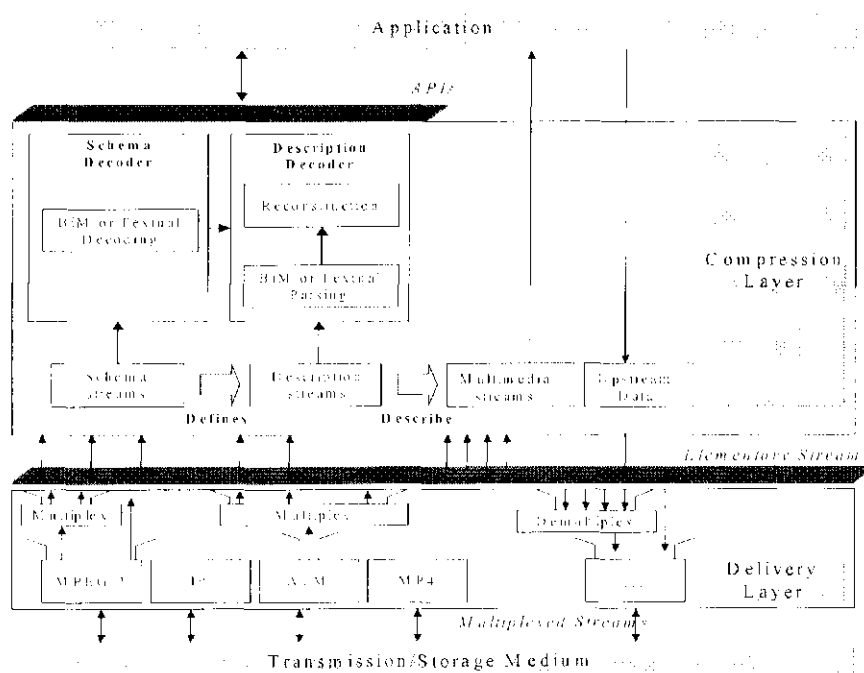 Application
APIs
Schema
Decoder
Description
Decoder
Reconstruction
BiM or Textual
Decoding
BiM or Textual
Parsing
Compression
Layer
Schema
streams
Description
streams
Multimedia
streams
Upstream
Data
Defines
Describe
Elementary Stream
Multiplex
Multiplex
Demultiplex
MPEG-2
IP
ATM
MP4
...
Delivery
Layer
Multiplexed Streams
Transmission/Storage Medium